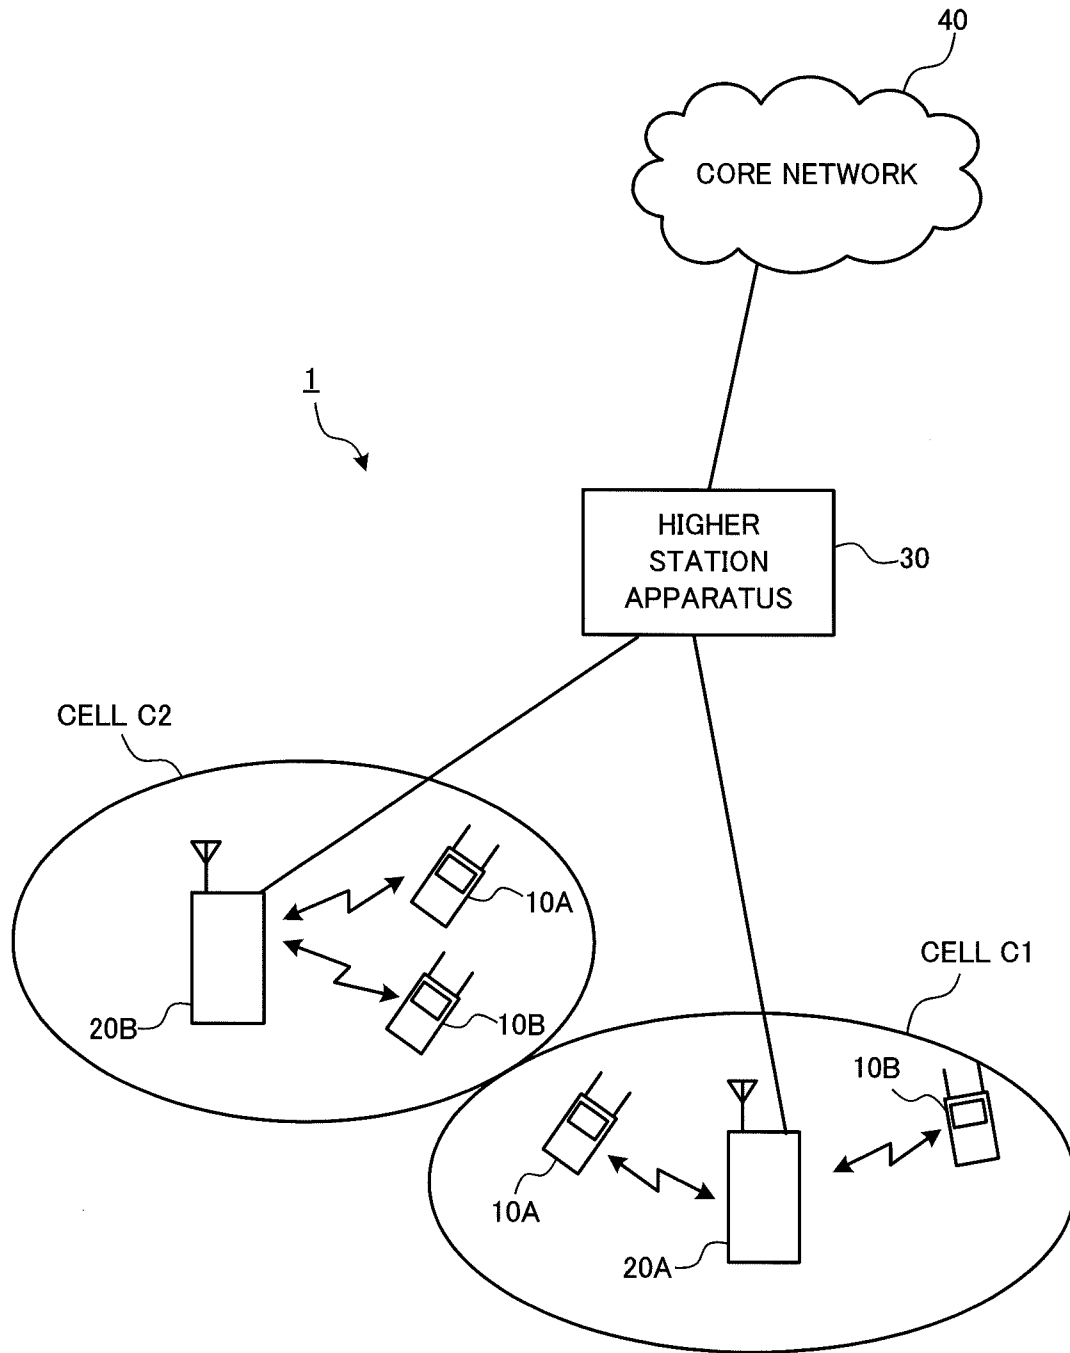 40
CORE NETWORK
1
HIGHER
STATION
APPARATUS
30
CELL C2
10A
20B
10B
CELL C1
10B
10A
20A